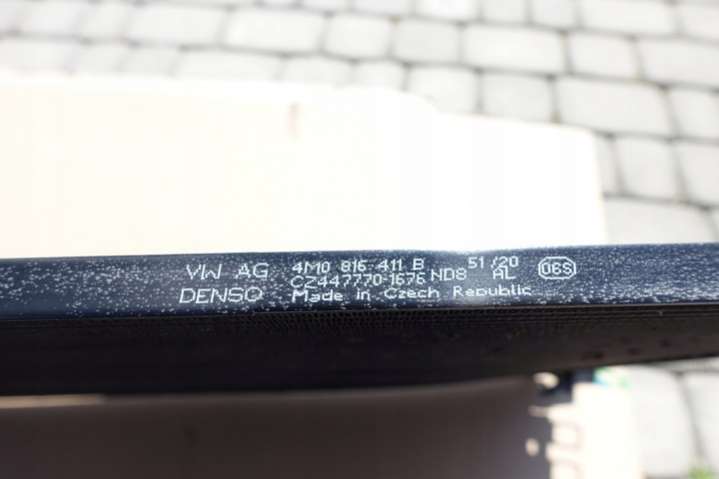 VW AG 4M0 816 411 B 51/20
CZ447770-1676 ND8 AL 06S
DENSO Made in Czech Republic